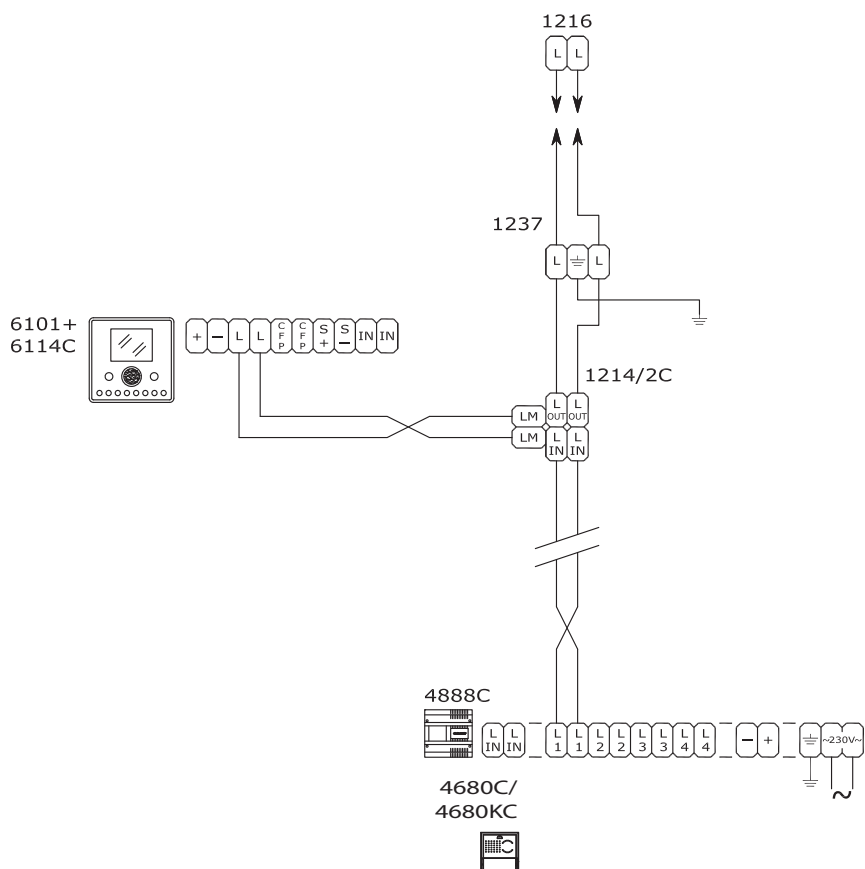 1216
L L
1237
L L
6101+
6114C
+ − L L CFP CFP S+ S− IN IN
1214/2C
LM L OUT L OUT
LM L IN L IN
4888C
L IN L IN L 1 L 1 L 2 L 2 L 3 L 3 L 4 L 4 − + ~230V~
~
4680C/
4680KC